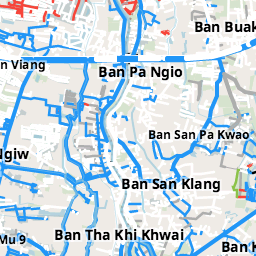 Ban Buak
n Viang
Ban Pa Ngio
Ban San Pa Kwao
Ngiw
Ban San Klang
Mu 9
Ban Tha Khi Khwai
Ban K